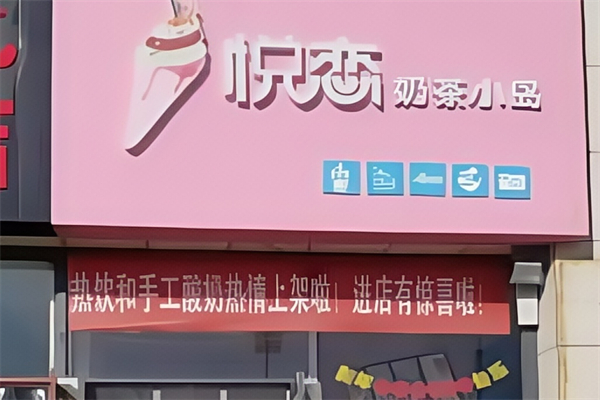 悦恋 奶茶小岛
热饮和手工酸奶热情上架啦！进店有惊喜啦！